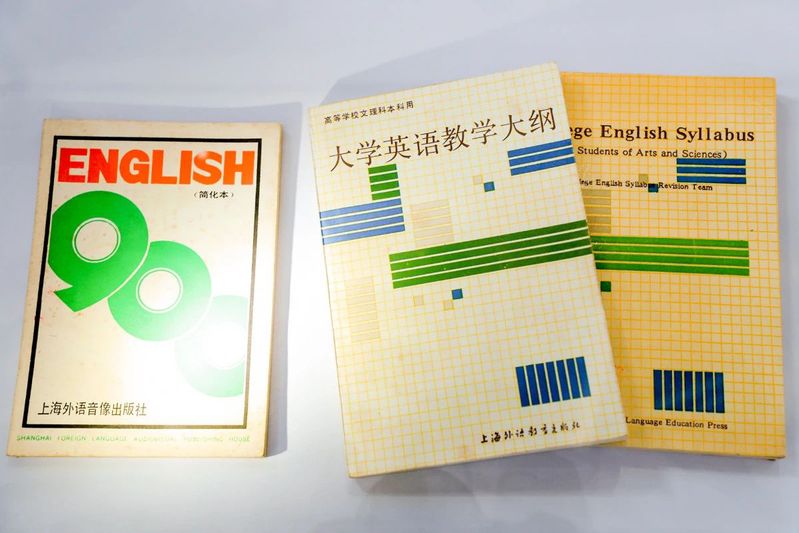 ENGLISH
（简化本）
900
上海外语音像出版社
SHANGHAI FOREIGN LANGUAGE AUDIOVISUAL PUBLISHING HOUSE
高等学校文理科本科用
大学英语教学大纲
上海外语教育出版社
English Syllabus
Students of Arts and Sciences)
English Syllabus Revision Team
Language Education Press